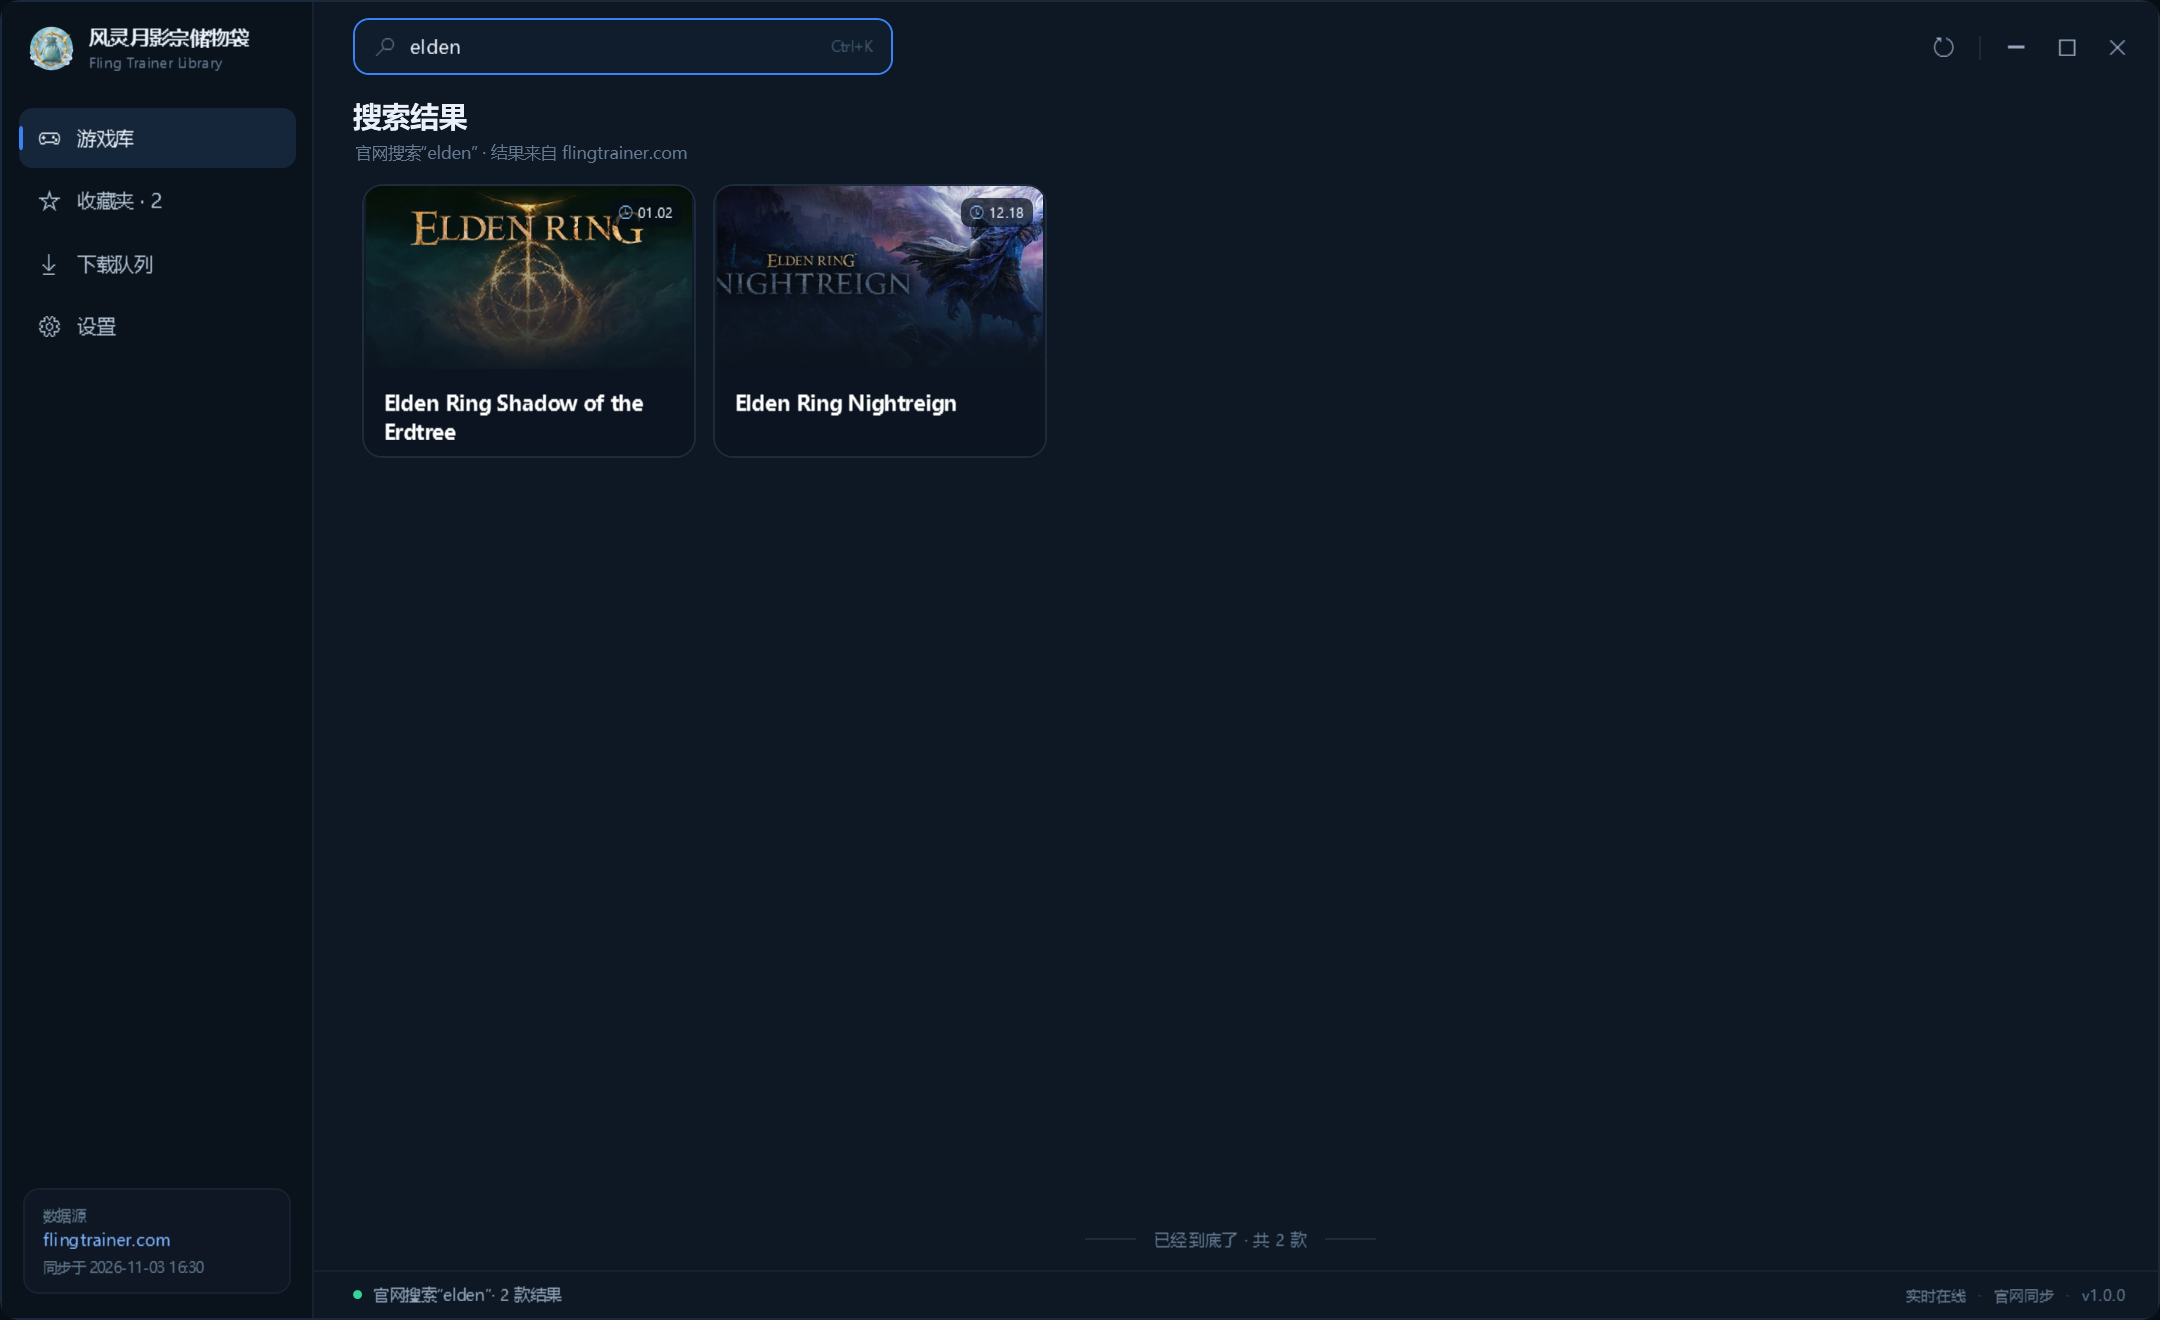 风灵月影宗储物袋
Fling Trainer Library
elden
Ctrl+K
游戏库
收藏夹 · 2
下载队列
设置
搜索结果
官网搜索“elden” · 结果来自 flingtrainer.com
ELDEN RING
01.02
Elden Ring Shadow of the
Erdtree
12.18
ELDEN RING
NIGHTREIGN
Elden Ring Nightreign
数据源
flingtrainer.com
同步于 2026-11-03 16:30
已经到底了 · 共 2 款
官网搜索“elden” · 2 款结果
实时在线 · 官网同步 · v1.0.0